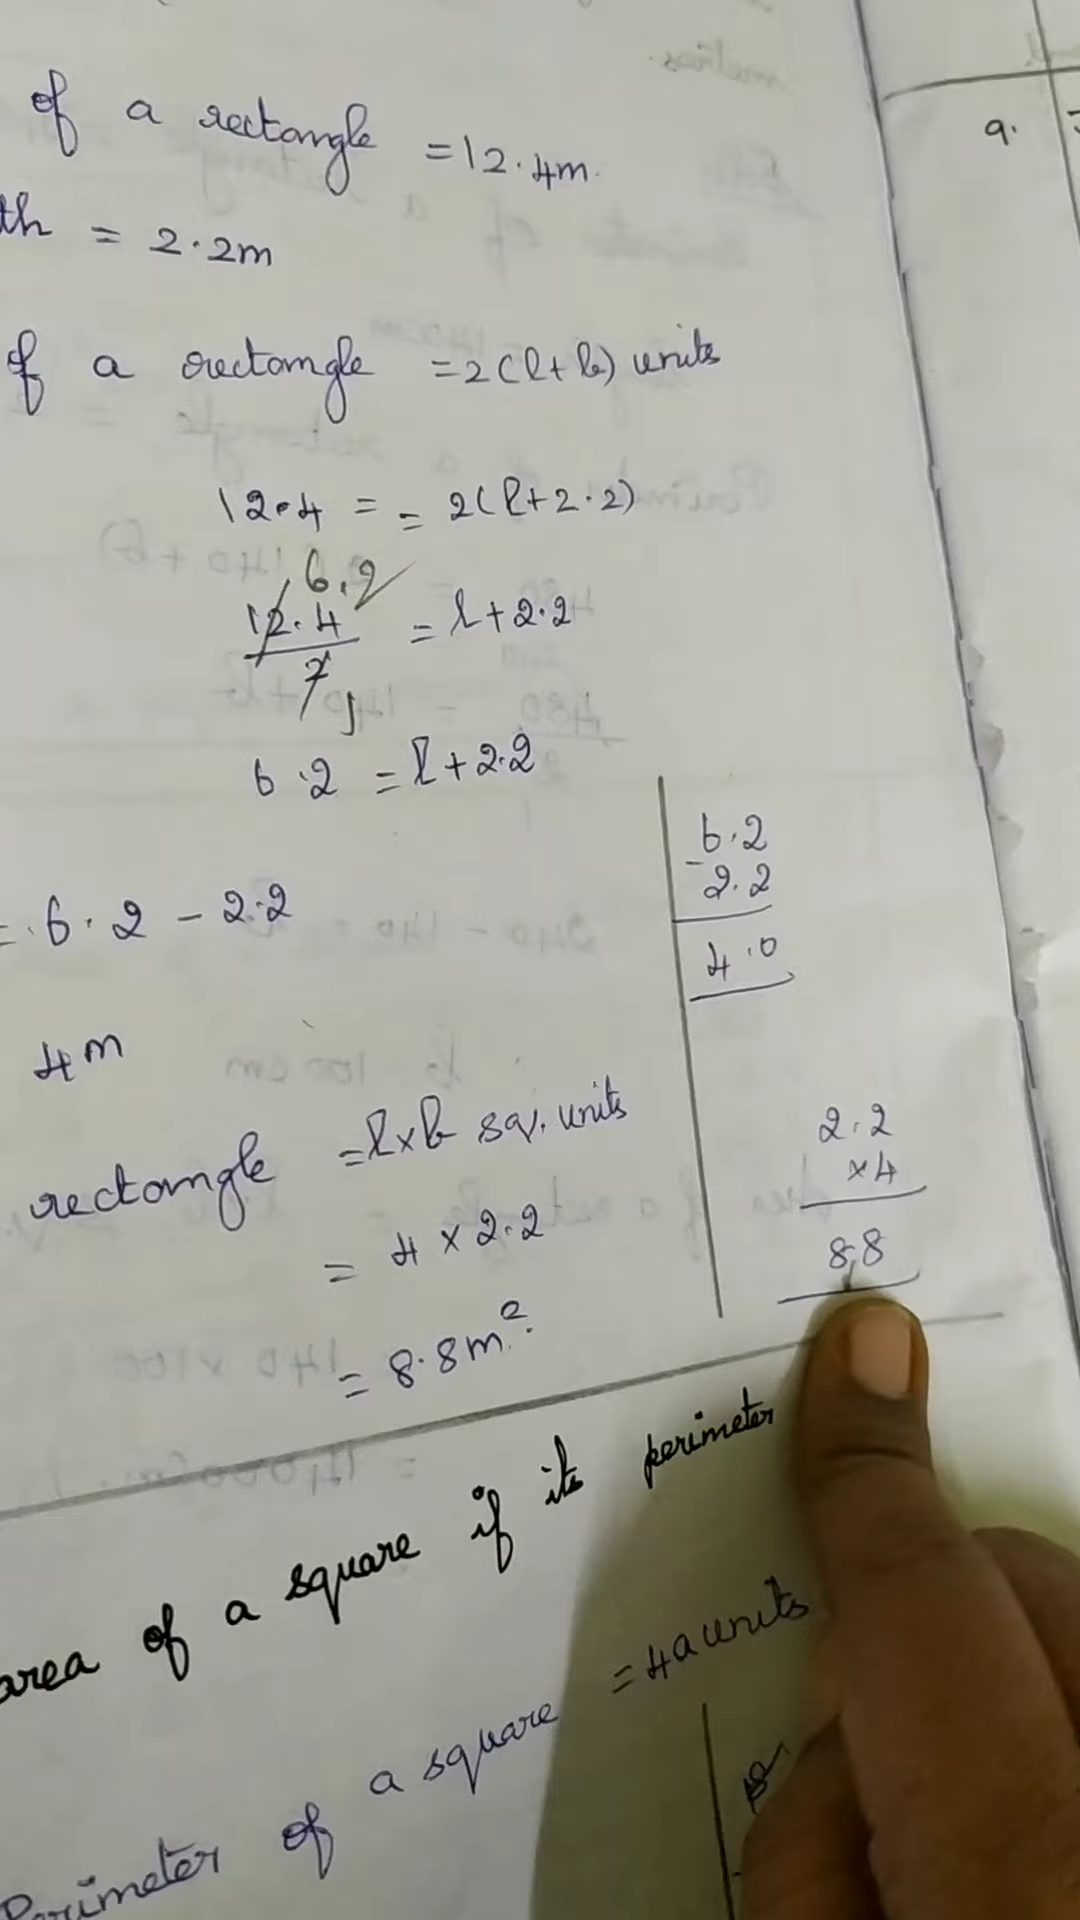 of a rectangle = 12.4m.
th = 2.2m
of a rectangle = 2(l+b) units
12.4 = = 2(l+2.2)
6.2
12.4
2 1
= l+2.2
6.2 = l+2.2
= 6.2 - 2.2
6.2
- 2.2
4.0
4m
rectangle = l×b sq. units
= 4 × 2.2
= 8.8m².
2.2
×4
8.8
area of a square if its perimeter
Perimeter of a square = 4a units
9.